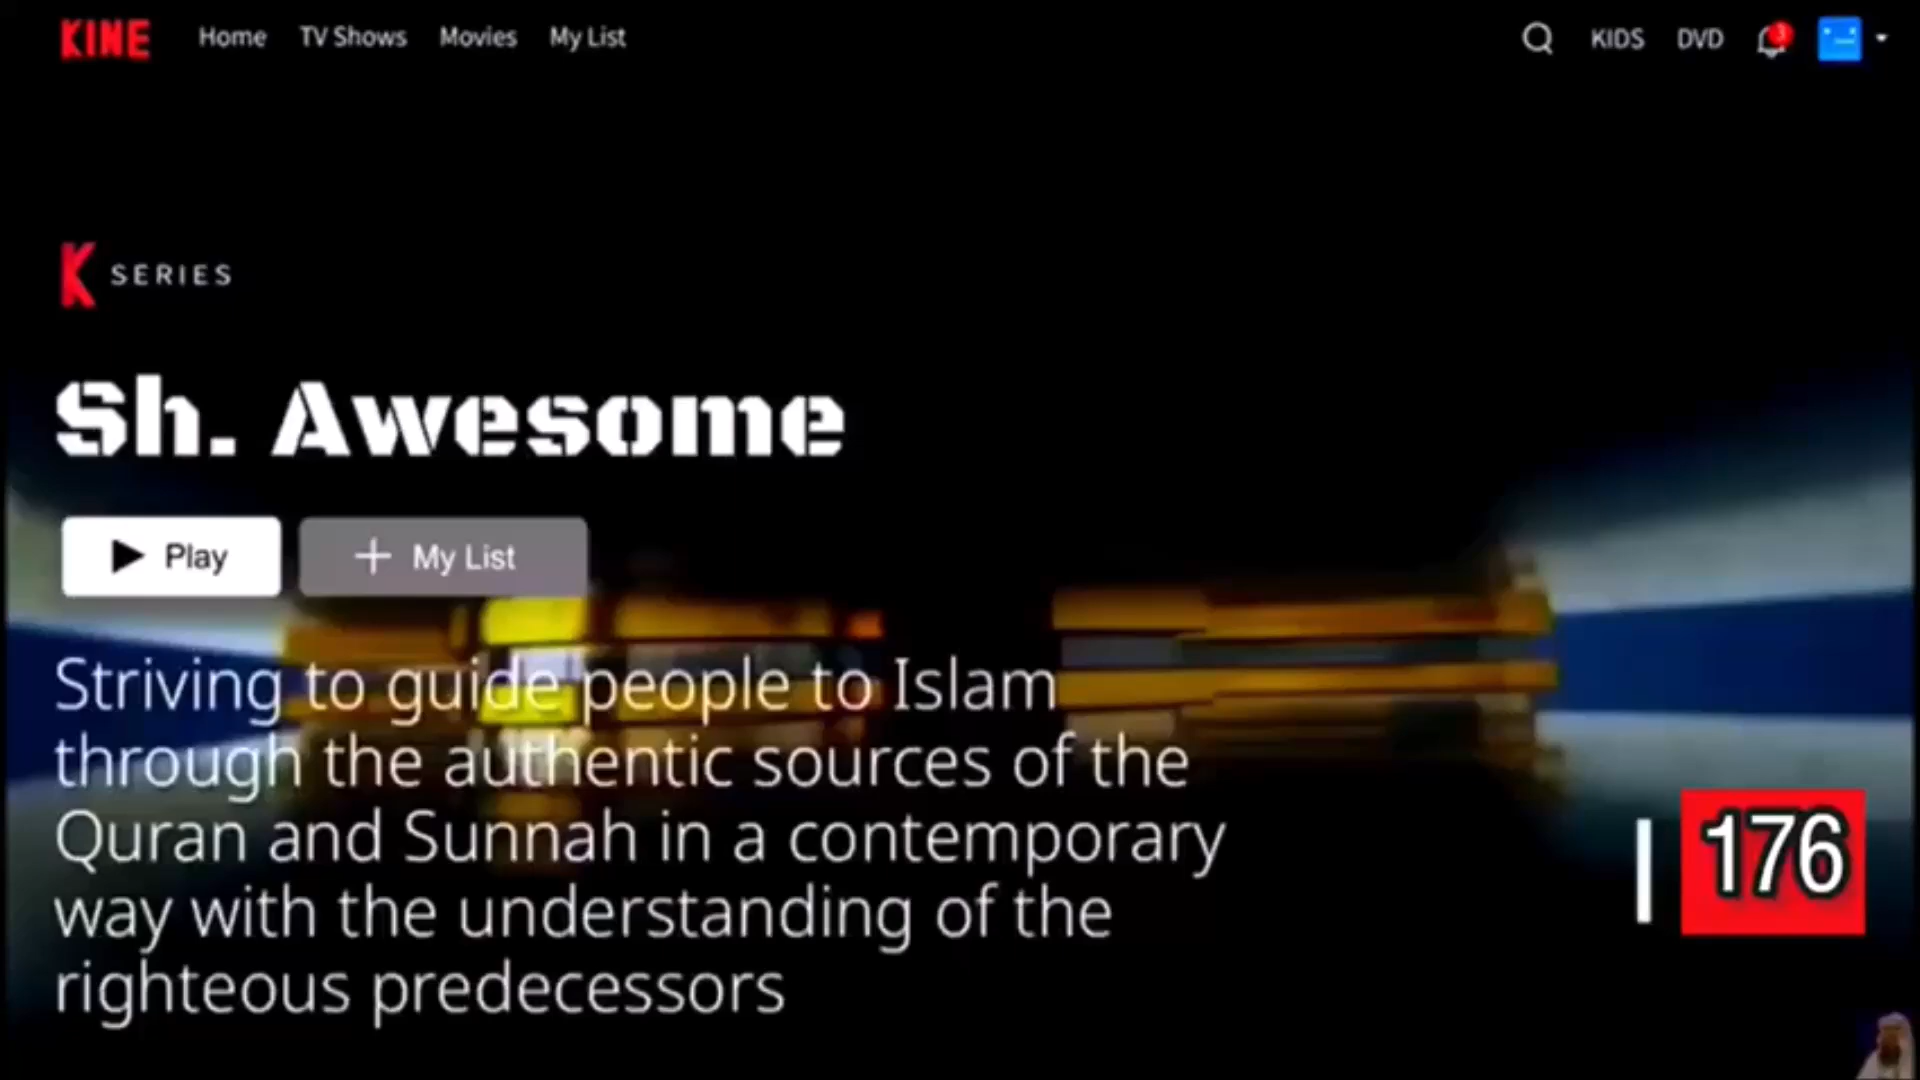 KINE Home TV Shows Movies My List KIDS DVD 3
K SERIES
Sh. Awesome
Play My List
Striving to guide people to Islam
through the authentic sources of the
Quran and Sunnah in a contemporary
way with the understanding of the
righteous predecessors
176